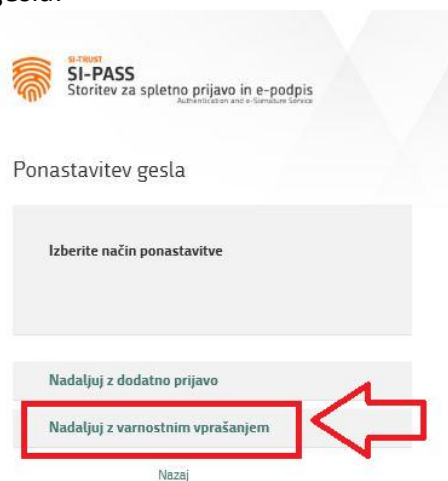 SI-TRUST
SI-PASS
Storitev za spletno prijavo in e-podpis
Authentication and e-Signature Service
Ponastavitev gesla
Izberite način ponastavitve
Nadaljuj z dodatno prijavo
Nadaljuj z varnostnim vprašanjem
Nazaj